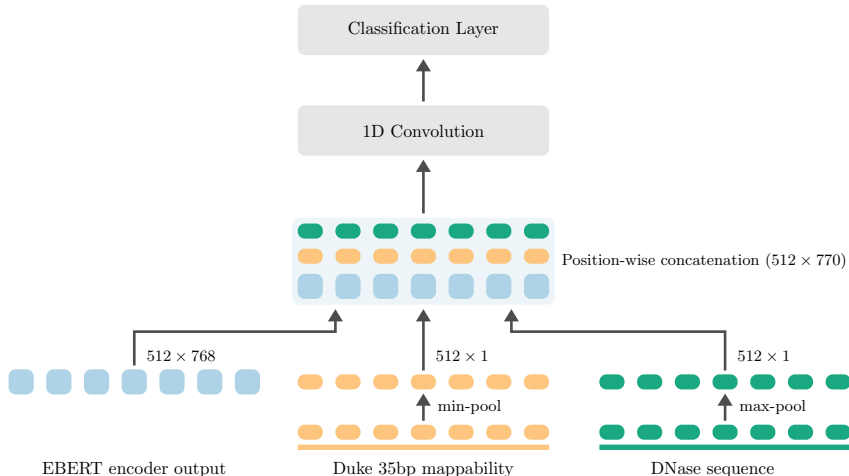 Classification Layer
1D Convolution
Position-wise concatenation (512 × 770)
512 × 768
512 × 1
512 × 1
min-pool
max-pool
EBERT encoder output
Duke 35bp mappability
DNase sequence